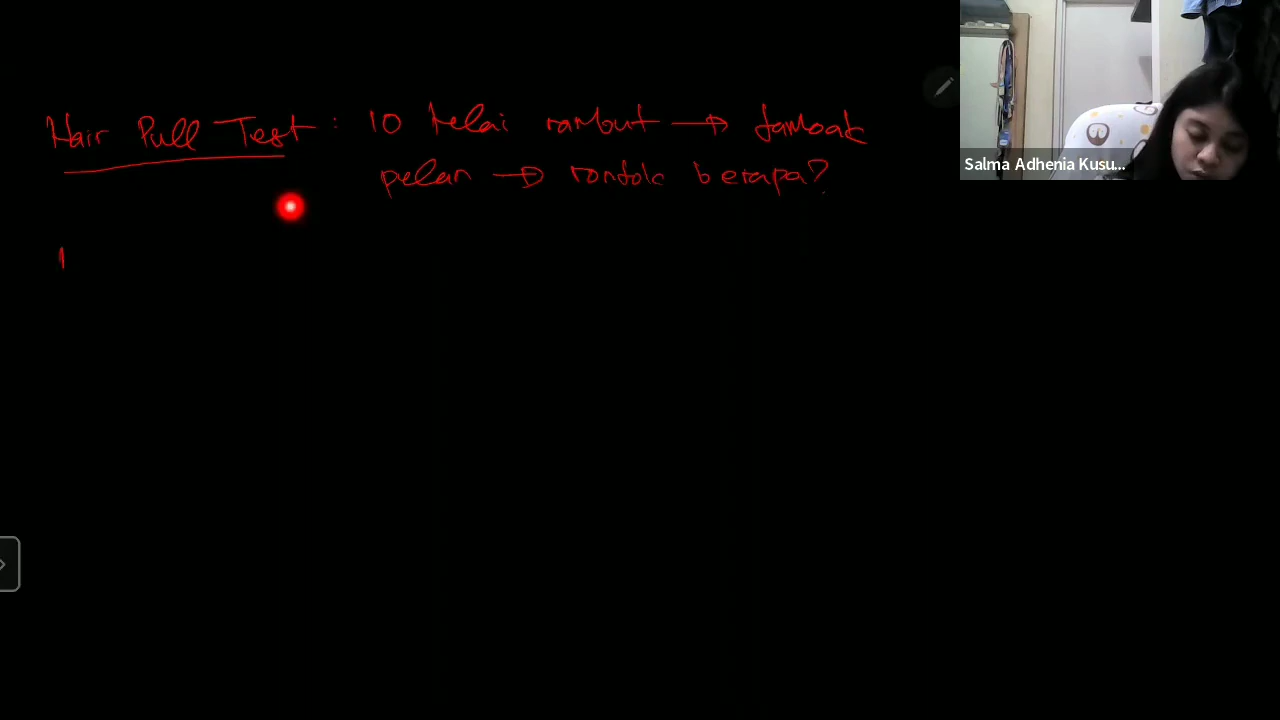 Hair Pull Test : 10 helai rambut → jambak
pelan → rontok berapa?
Salma Adhenia Kusu...